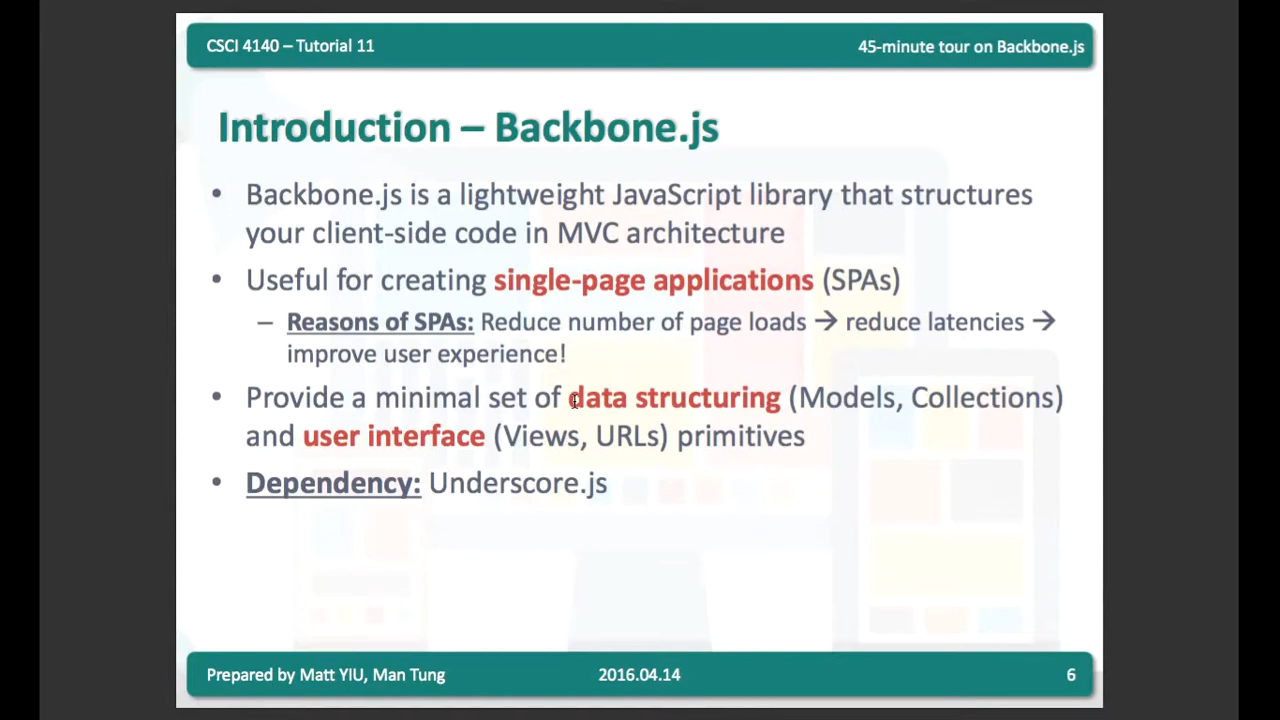 CSCI 4140 – Tutorial 11
45-minute tour on Backbone.js
Introduction – Backbone.js
• Backbone.js is a lightweight JavaScript library that structures
your client-side code in MVC architecture
• Useful for creating single-page applications (SPAs)
– Reasons of SPAs: Reduce number of page loads → reduce latencies →
improve user experience!
• Provide a minimal set of data structuring (Models, Collections)
and user interface (Views, URLs) primitives
• Dependency: Underscore.js
Prepared by Matt YIU, Man Tung
2016.04.14
6